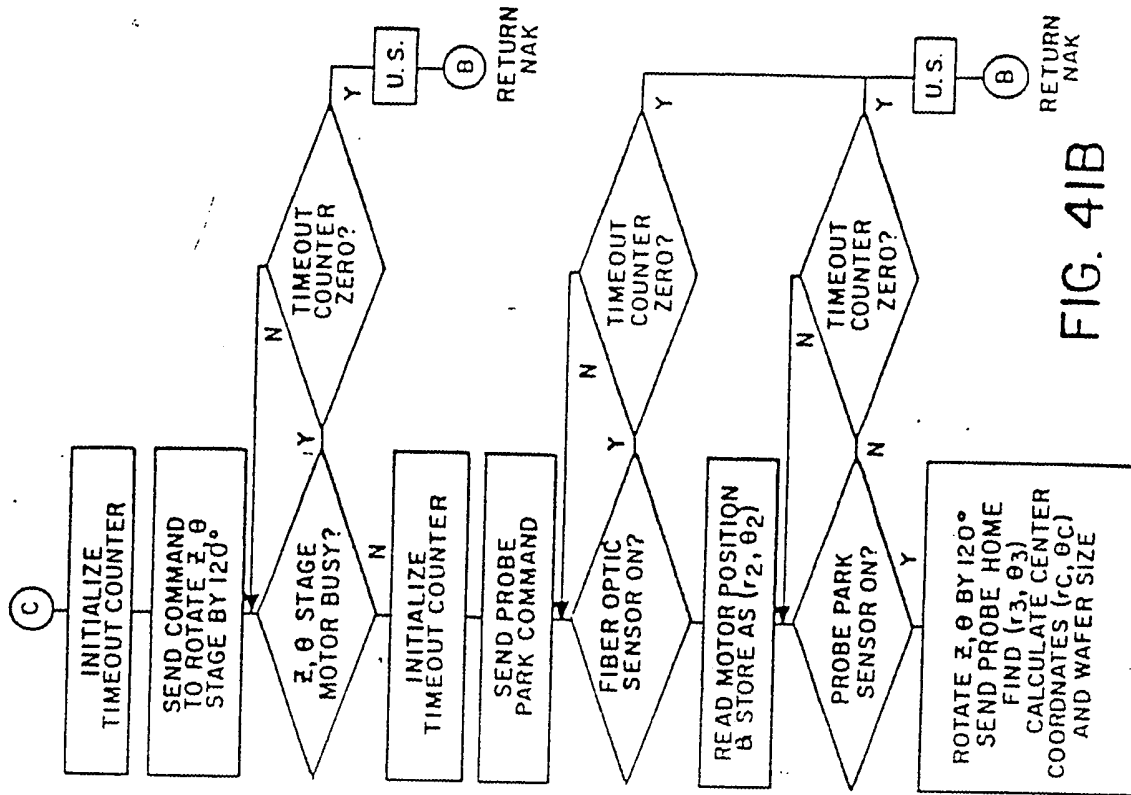 C
INITIALIZE
TIMEOUT COUNTER
SEND COMMAND
TO ROTATE Z, θ
STAGE BY 120°
Z, θ STAGE
MOTOR BUSY?
Y
N
TIMEOUT
COUNTER
ZERO?
N
Y
U.S.
B
RETURN
NAK
INITIALIZE
TIMEOUT COUNTER
SEND PROBE
PARK COMMAND
FIBER OPTIC
SENSOR ON?
Y
TIMEOUT
COUNTER
ZERO?
N
Y
READ MOTOR POSITION
& STORE AS (r2, θ2)
PROBE PARK
SENSOR ON?
N
Y
TIMEOUT
COUNTER
ZERO?
N
Y
U.S.
B
RETURN
NAK
ROTATE Z, θ BY 120°
SEND PROBE HOME
FIND (r3, θ3)
CALCULATE CENTER
COORDNATES (rC, θC)
AND WAFER SIZE
FIG. 41B